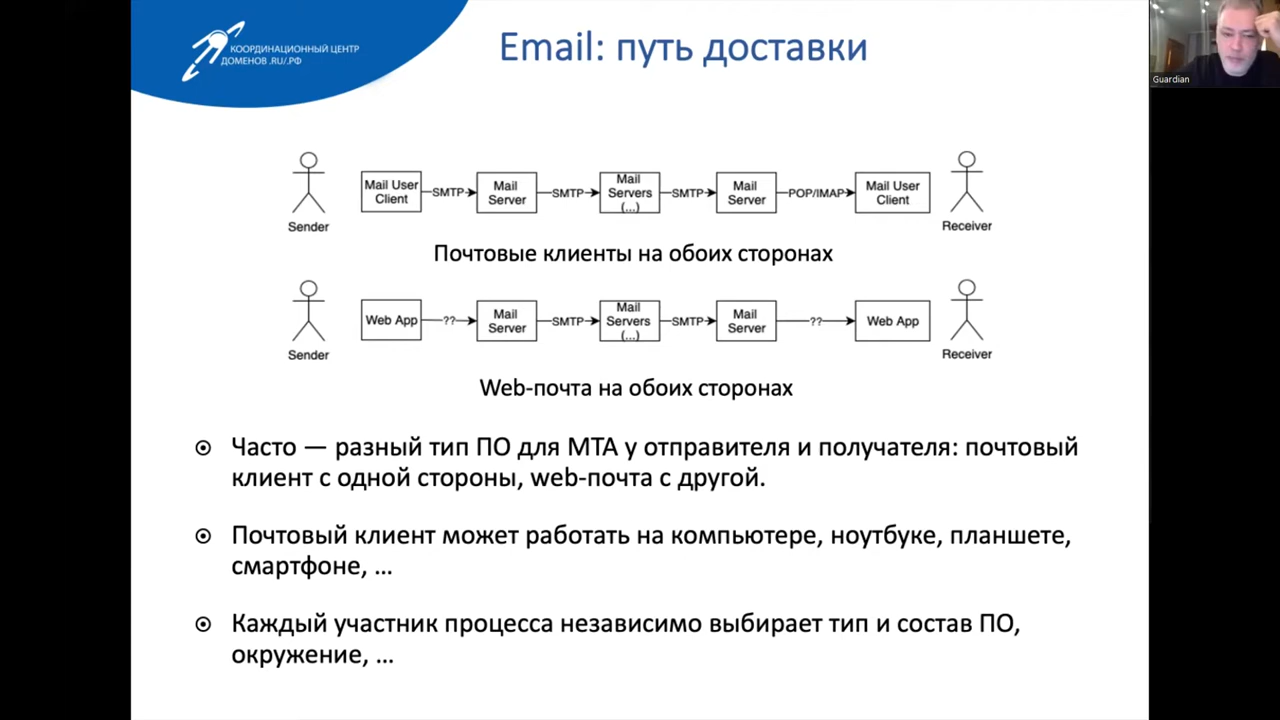 КООРДИНАЦИОННЫЙ ЦЕНТР
ДОМЕНОВ .RU/.РФ
Email: путь доставки
Guardian
Sender
Mail User
Client
SMTP
Mail
Server
SMTP
Mail
Servers
(...)
SMTP
Mail
Server
POP/IMAP
Mail User
Client
Receiver
Почтовые клиенты на обоих сторонах
Sender
Web App
??
Mail
Server
SMTP
Mail
Servers
(...)
SMTP
Mail
Server
??
Web App
Receiver
Web-почта на обоих сторонах
Часто — разный тип ПО для МТА у отправителя и получателя: почтовый
клиент с одной стороны, web-почта с другой.
Почтовый клиент может работать на компьютере, ноутбуке, планшете,
смартфоне, ...
Каждый участник процесса независимо выбирает тип и состав ПО,
окружение, ...